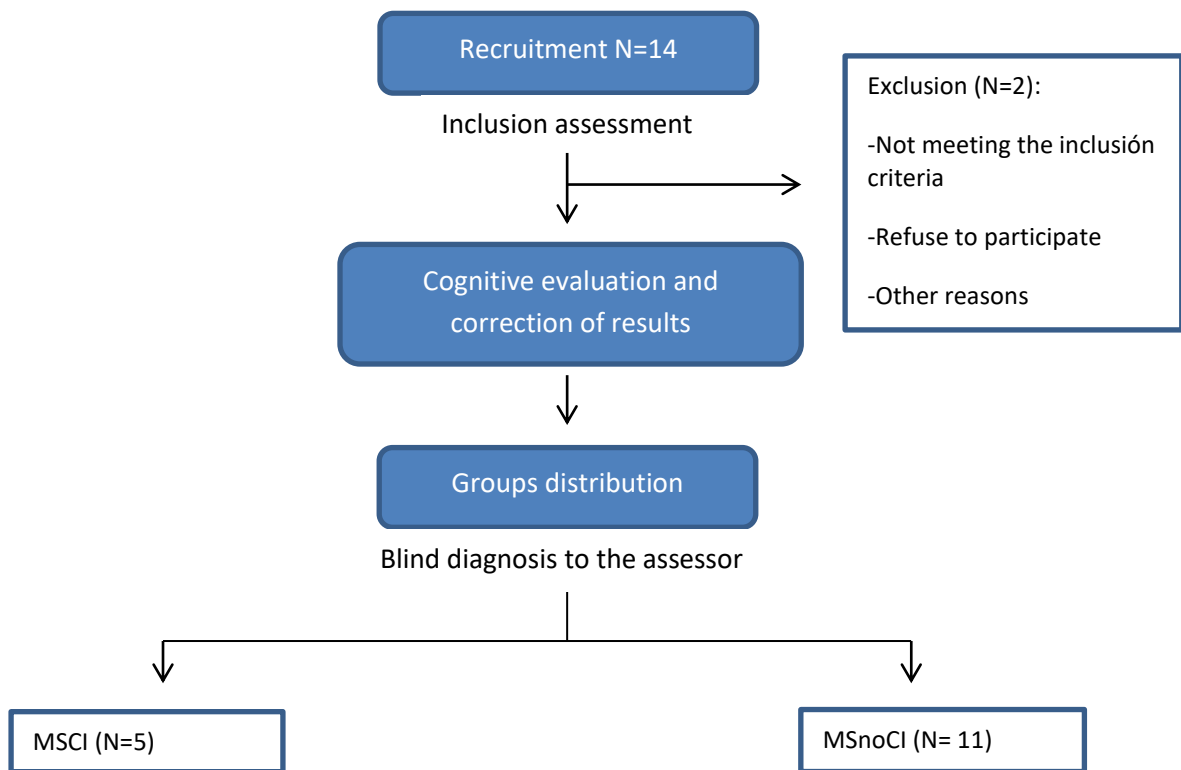 Recruitment N=14
Inclusion assessment
Exclusion (N=2):
-Not meeting the inclusión
criteria
-Refuse to participate
-Other reasons
Cognitive evaluation and
correction of results
Groups distribution
Blind diagnosis to the assessor
MSCI (N=5)
MSnoCI (N= 11)